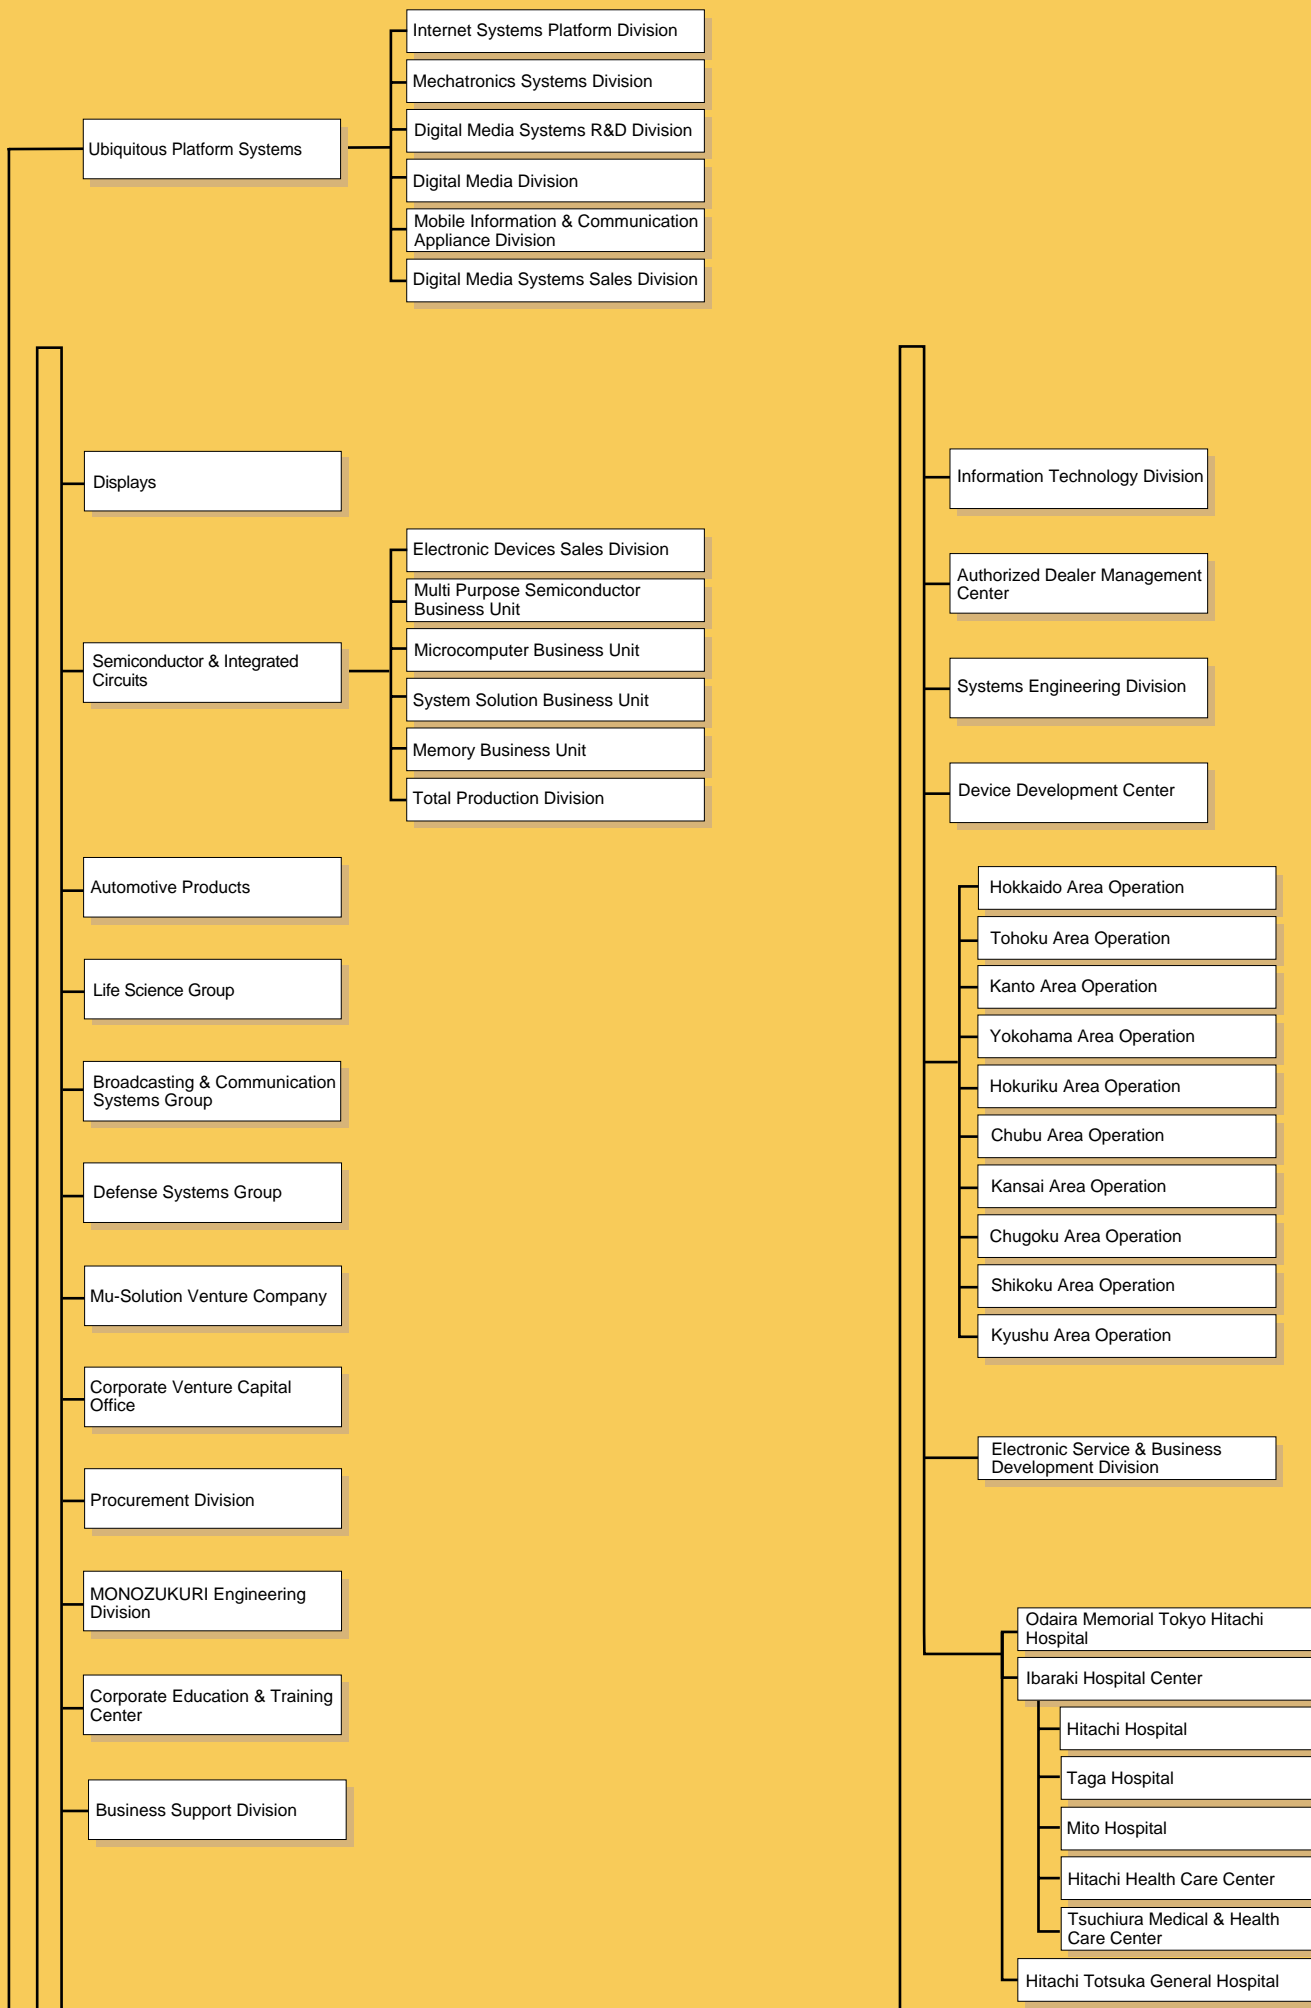 Ubiquitous Platform Systems
Internet Systems Platform Division
Mechatronics Systems Division
Digital Media Systems R&D Division
Digital Media Division
Mobile Information & Communication
Appliance Division
Digital Media Systems Sales Division
Displays
Semiconductor & Integrated
Circuits
Electronic Devices Sales Division
Multi Purpose Semiconductor
Business Unit
Microcomputer Business Unit
System Solution Business Unit
Memory Business Unit
Total Production Division
Automotive Products
Life Science Group
Broadcasting & Communication
Systems Group
Defense Systems Group
Mu-Solution Venture Company
Corporate Venture Capital
Office
Procurement Division
MONOZUKURI Engineering
Division
Corporate Education & Training
Center
Business Support Division
Information Technology Division
Authorized Dealer Management
Center
Systems Engineering Division
Device Development Center
Hokkaido Area Operation
Tohoku Area Operation
Kanto Area Operation
Yokohama Area Operation
Hokuriku Area Operation
Chubu Area Operation
Kansai Area Operation
Chugoku Area Operation
Shikoku Area Operation
Kyushu Area Operation
Electronic Service & Business
Development Division
Odaira Memorial Tokyo Hitachi
Hospital
Ibaraki Hospital Center
Hitachi Hospital
Taga Hospital
Mito Hospital
Hitachi Health Care Center
Tsuchiura Medical & Health
Care Center
Hitachi Totsuka General Hospital